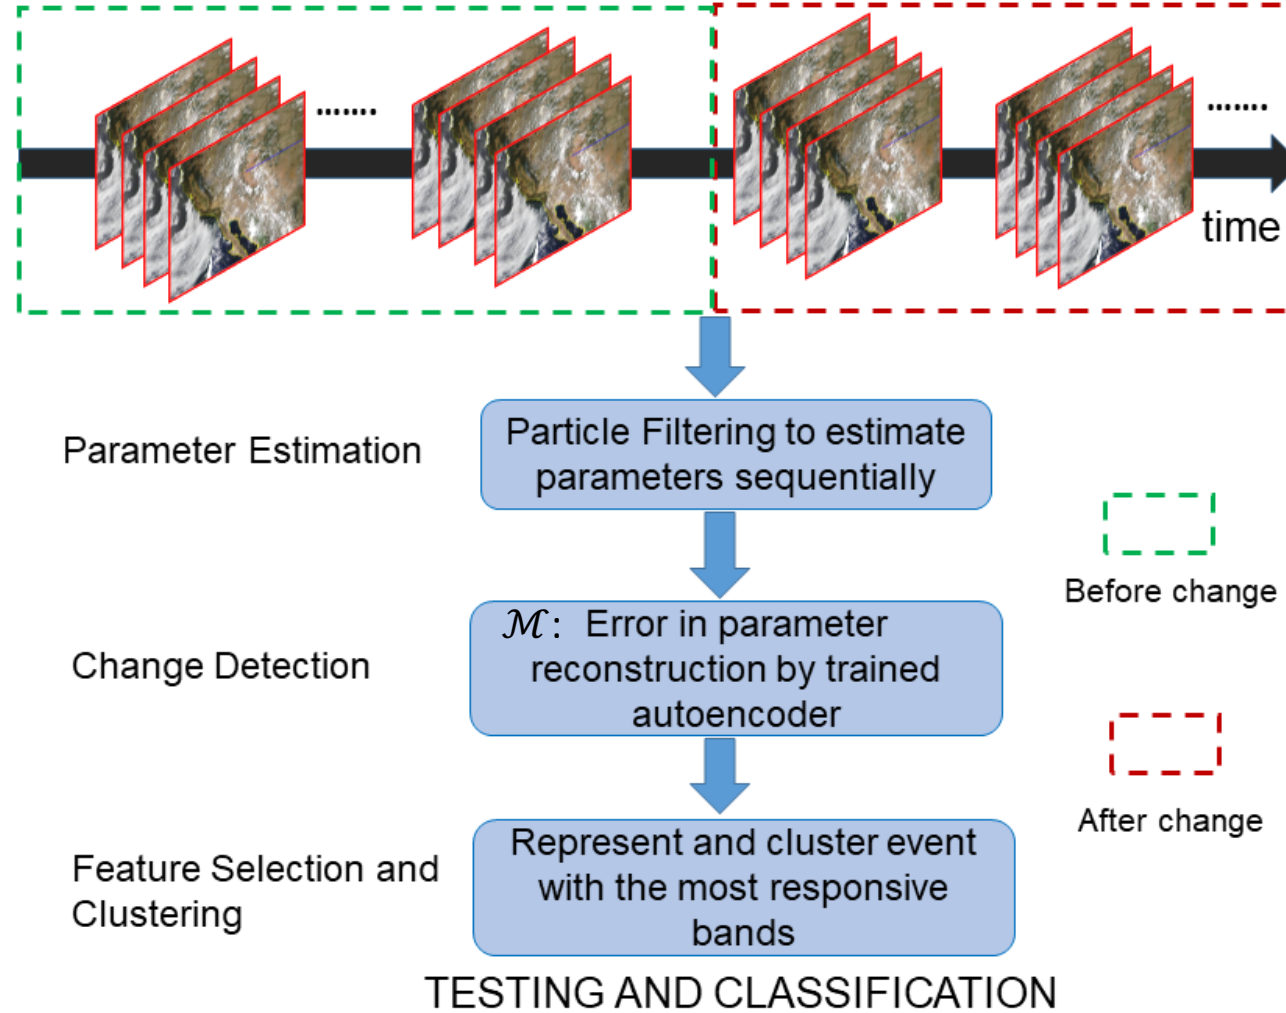 .......
.......
time
Parameter Estimation
Particle Filtering to estimate
parameters sequentially
Before change
Change Detection
ℳ: Error in parameter
reconstruction by trained
autoencoder
After change
Feature Selection and
Clustering
Represent and cluster event
with the most responsive
bands
TESTING AND CLASSIFICATION